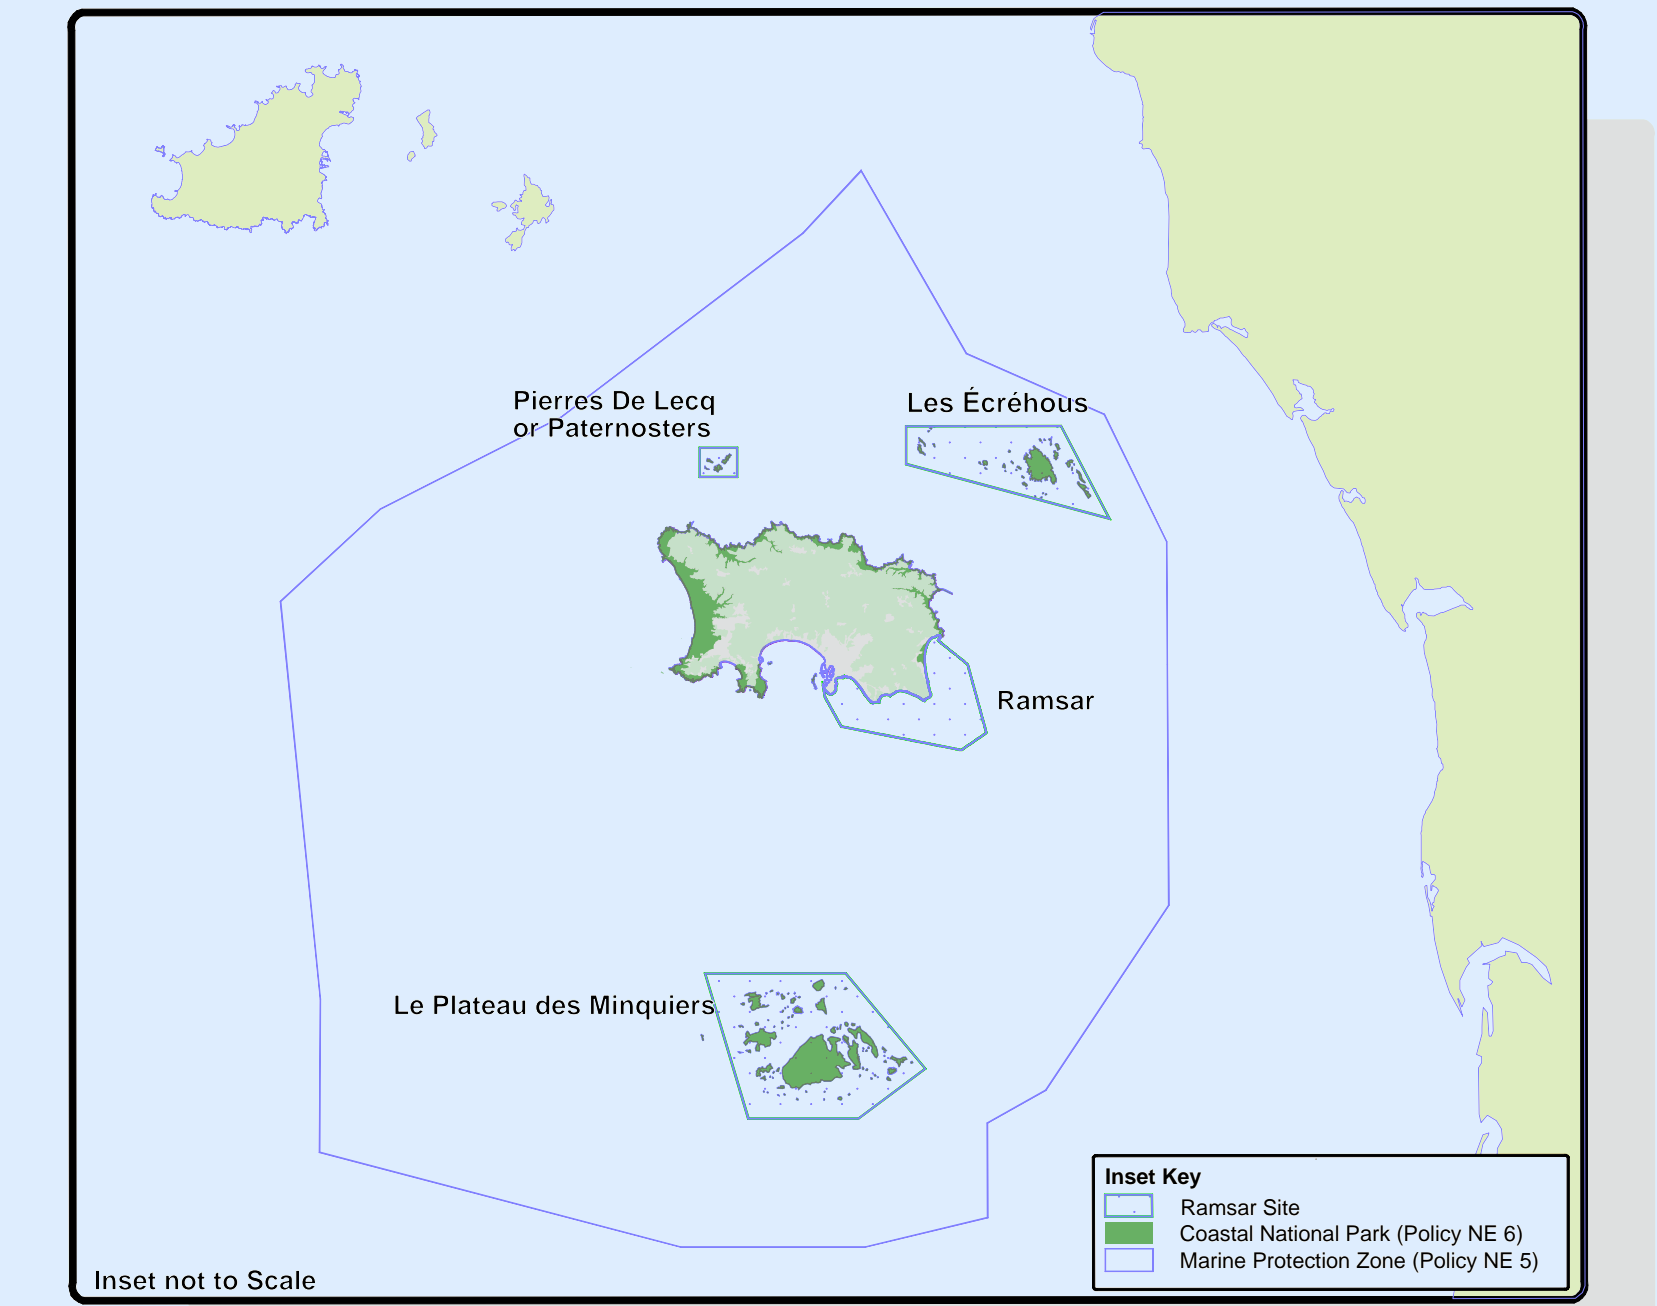 Pierres De Lecq
or Paternosters
Les Écréhous
Ramsar
Le Plateau des Minquiers
Inset Key
Ramsar Site
Coastal National Park (Policy NE 6)
Marine Protection Zone (Policy NE 5)
Inset not to Scale